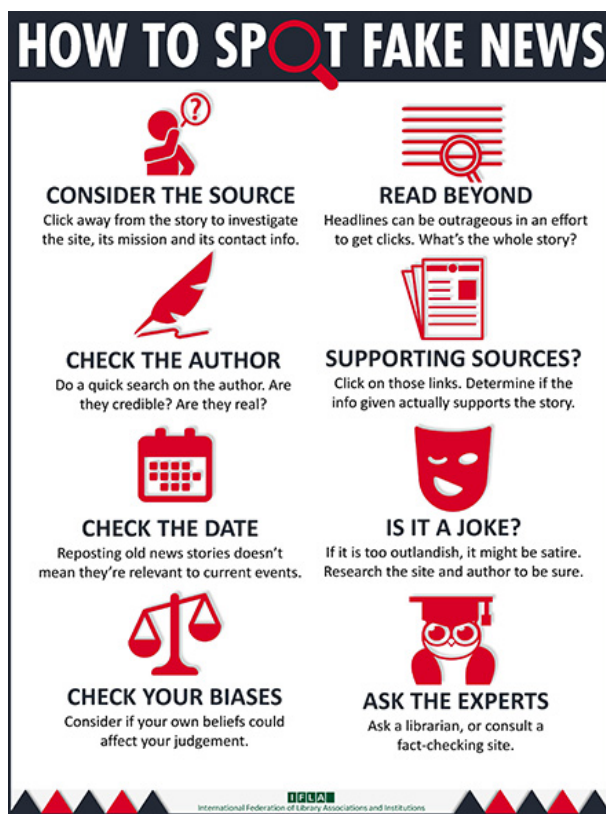 HOW TO SPOT FAKE NEWS
CONSIDER THE SOURCE
Click away from the story to investigate
the site, its mission and its contact info.
READ BEYOND
Headlines can be outrageous in an effort
to get clicks. What's the whole story?
CHECK THE AUTHOR
Do a quick search on the author. Are
they credible? Are they real?
SUPPORTING SOURCES?
Click on those links. Determine if the
info given actually supports the story.
CHECK THE DATE
Reposting old news stories doesn't
mean they're relevant to current events.
IS IT A JOKE?
If it is too outlandish, it might be satire.
Research the site and author to be sure.
CHECK YOUR BIASES
Consider if your own beliefs could
affect your judgement.
ASK THE EXPERTS
Ask a librarian, or consult a
fact-checking site.
IFLA
International Federation of Library Associations and Institutions